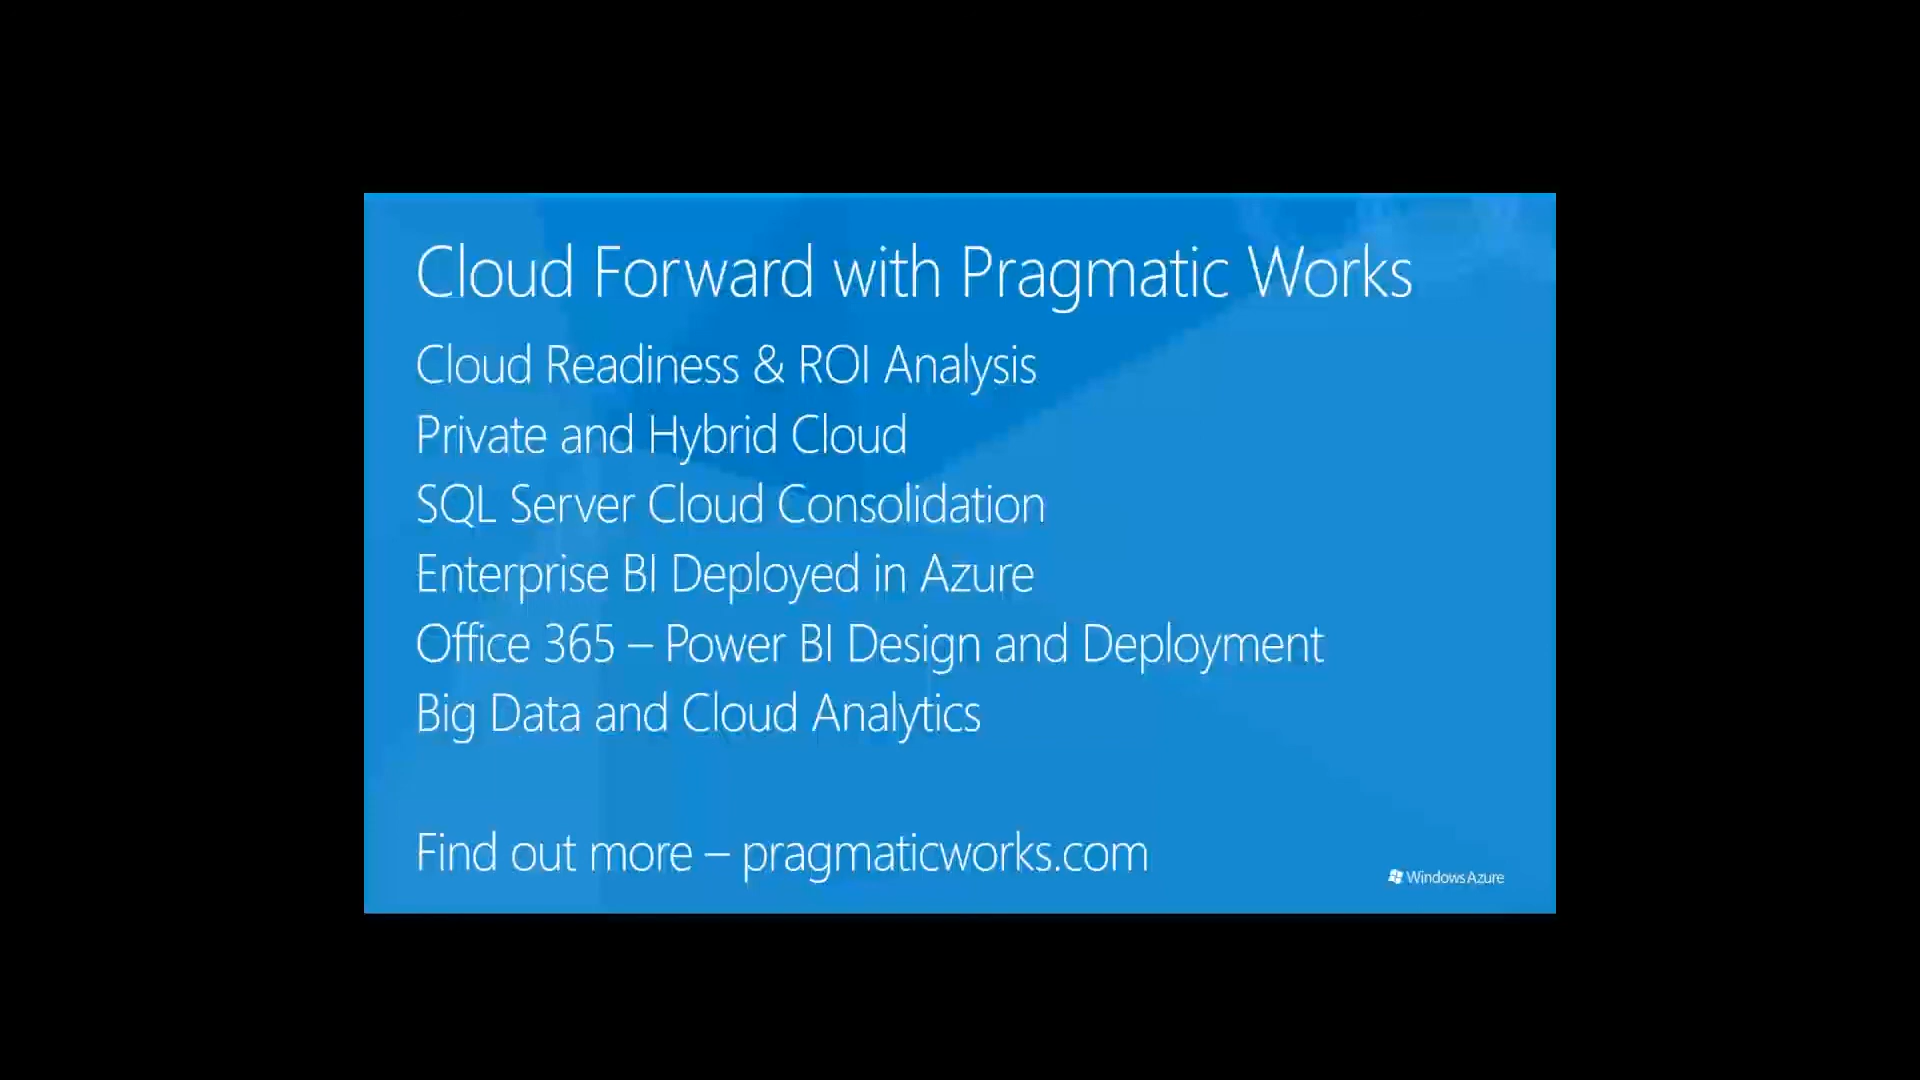 Cloud Forward with Pragmatic Works
Cloud Readiness & ROI Analysis
Private and Hybrid Cloud
SQL Server Cloud Consolidation
Enterprise BI Deployed in Azure
Office 365 – Power BI Design and Deployment
Big Data and Cloud Analytics
Find out more – pragmaticworks.com
Windows Azure